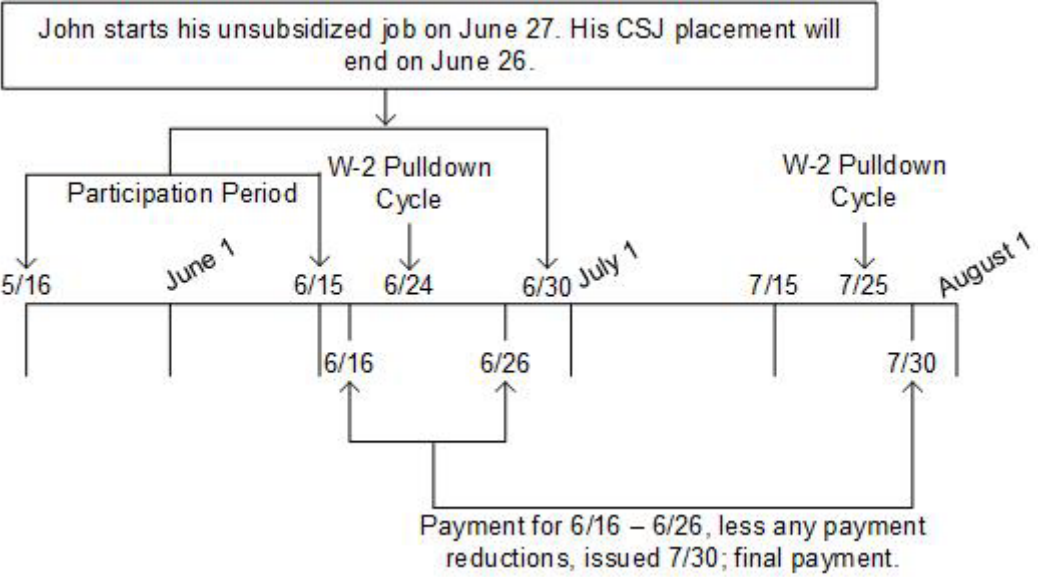 John starts his unsubsidized job on June 27. His CSJ placement will
end on June 26.
W-2 Pulldown
Cycle
W-2 Pulldown
Cycle
Participation Period
5/16
June 1
6/15
6/24
6/30
July 1
7/15
7/25
August 1
6/16
6/26
7/30
Payment for 6/16 – 6/26, less any payment
reductions, issued 7/30; final payment.